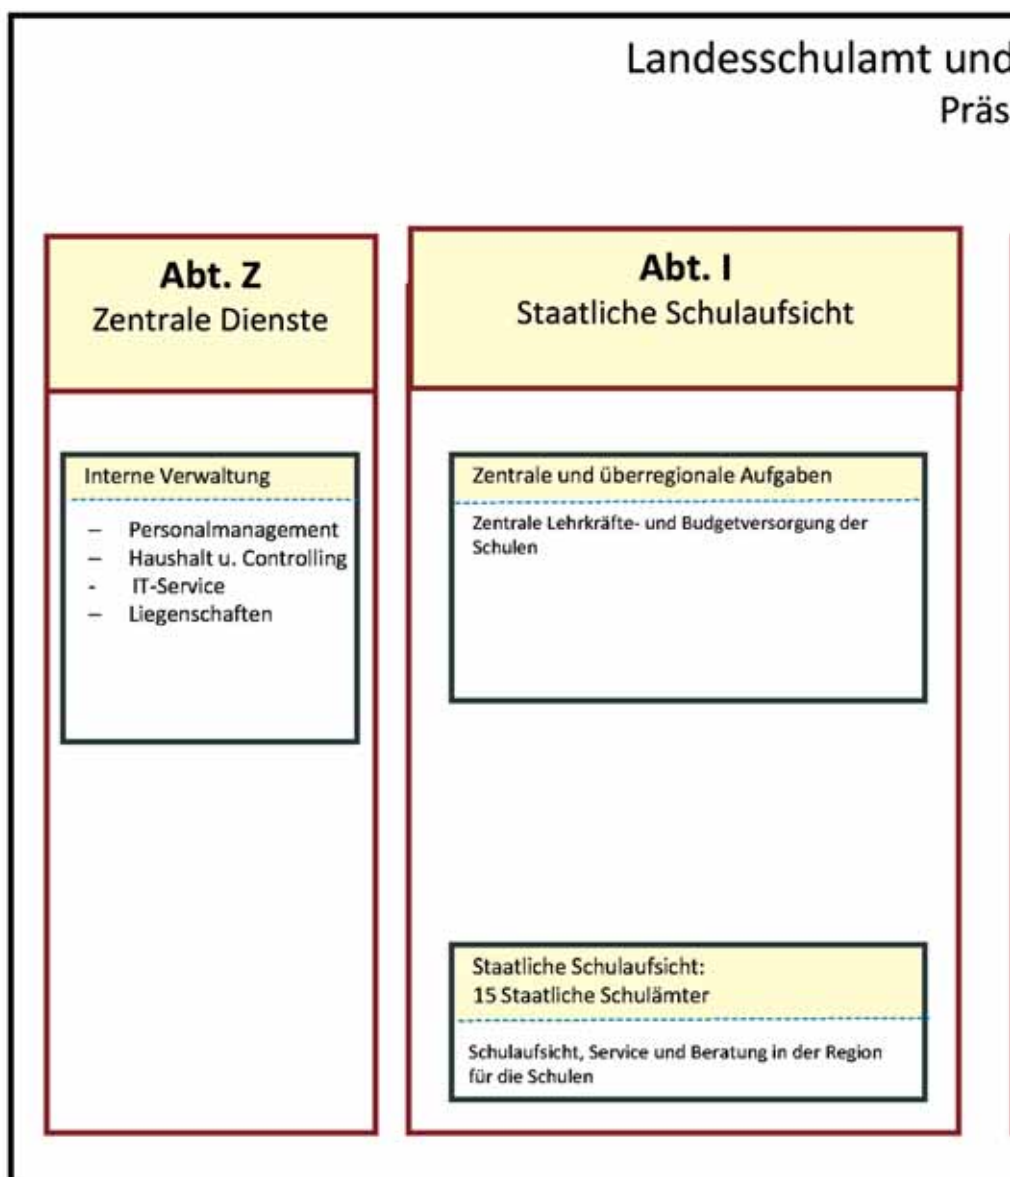 Landesschulamt und
Präs
Abt. Z
Zentrale Dienste
Interne Verwaltung
– Personalmanagement
– Haushalt u. Controlling
- IT-Service
– Liegenschaften
Abt. I
Staatliche Schulaufsicht
Zentrale und überregionale Aufgaben
Zentrale Lehrkräfte- und Budgetversorgung der
Schulen
Staatliche Schulaufsicht:
15 Staatliche Schulämter
Schulaufsicht, Service und Beratung in der Region
für die Schulen